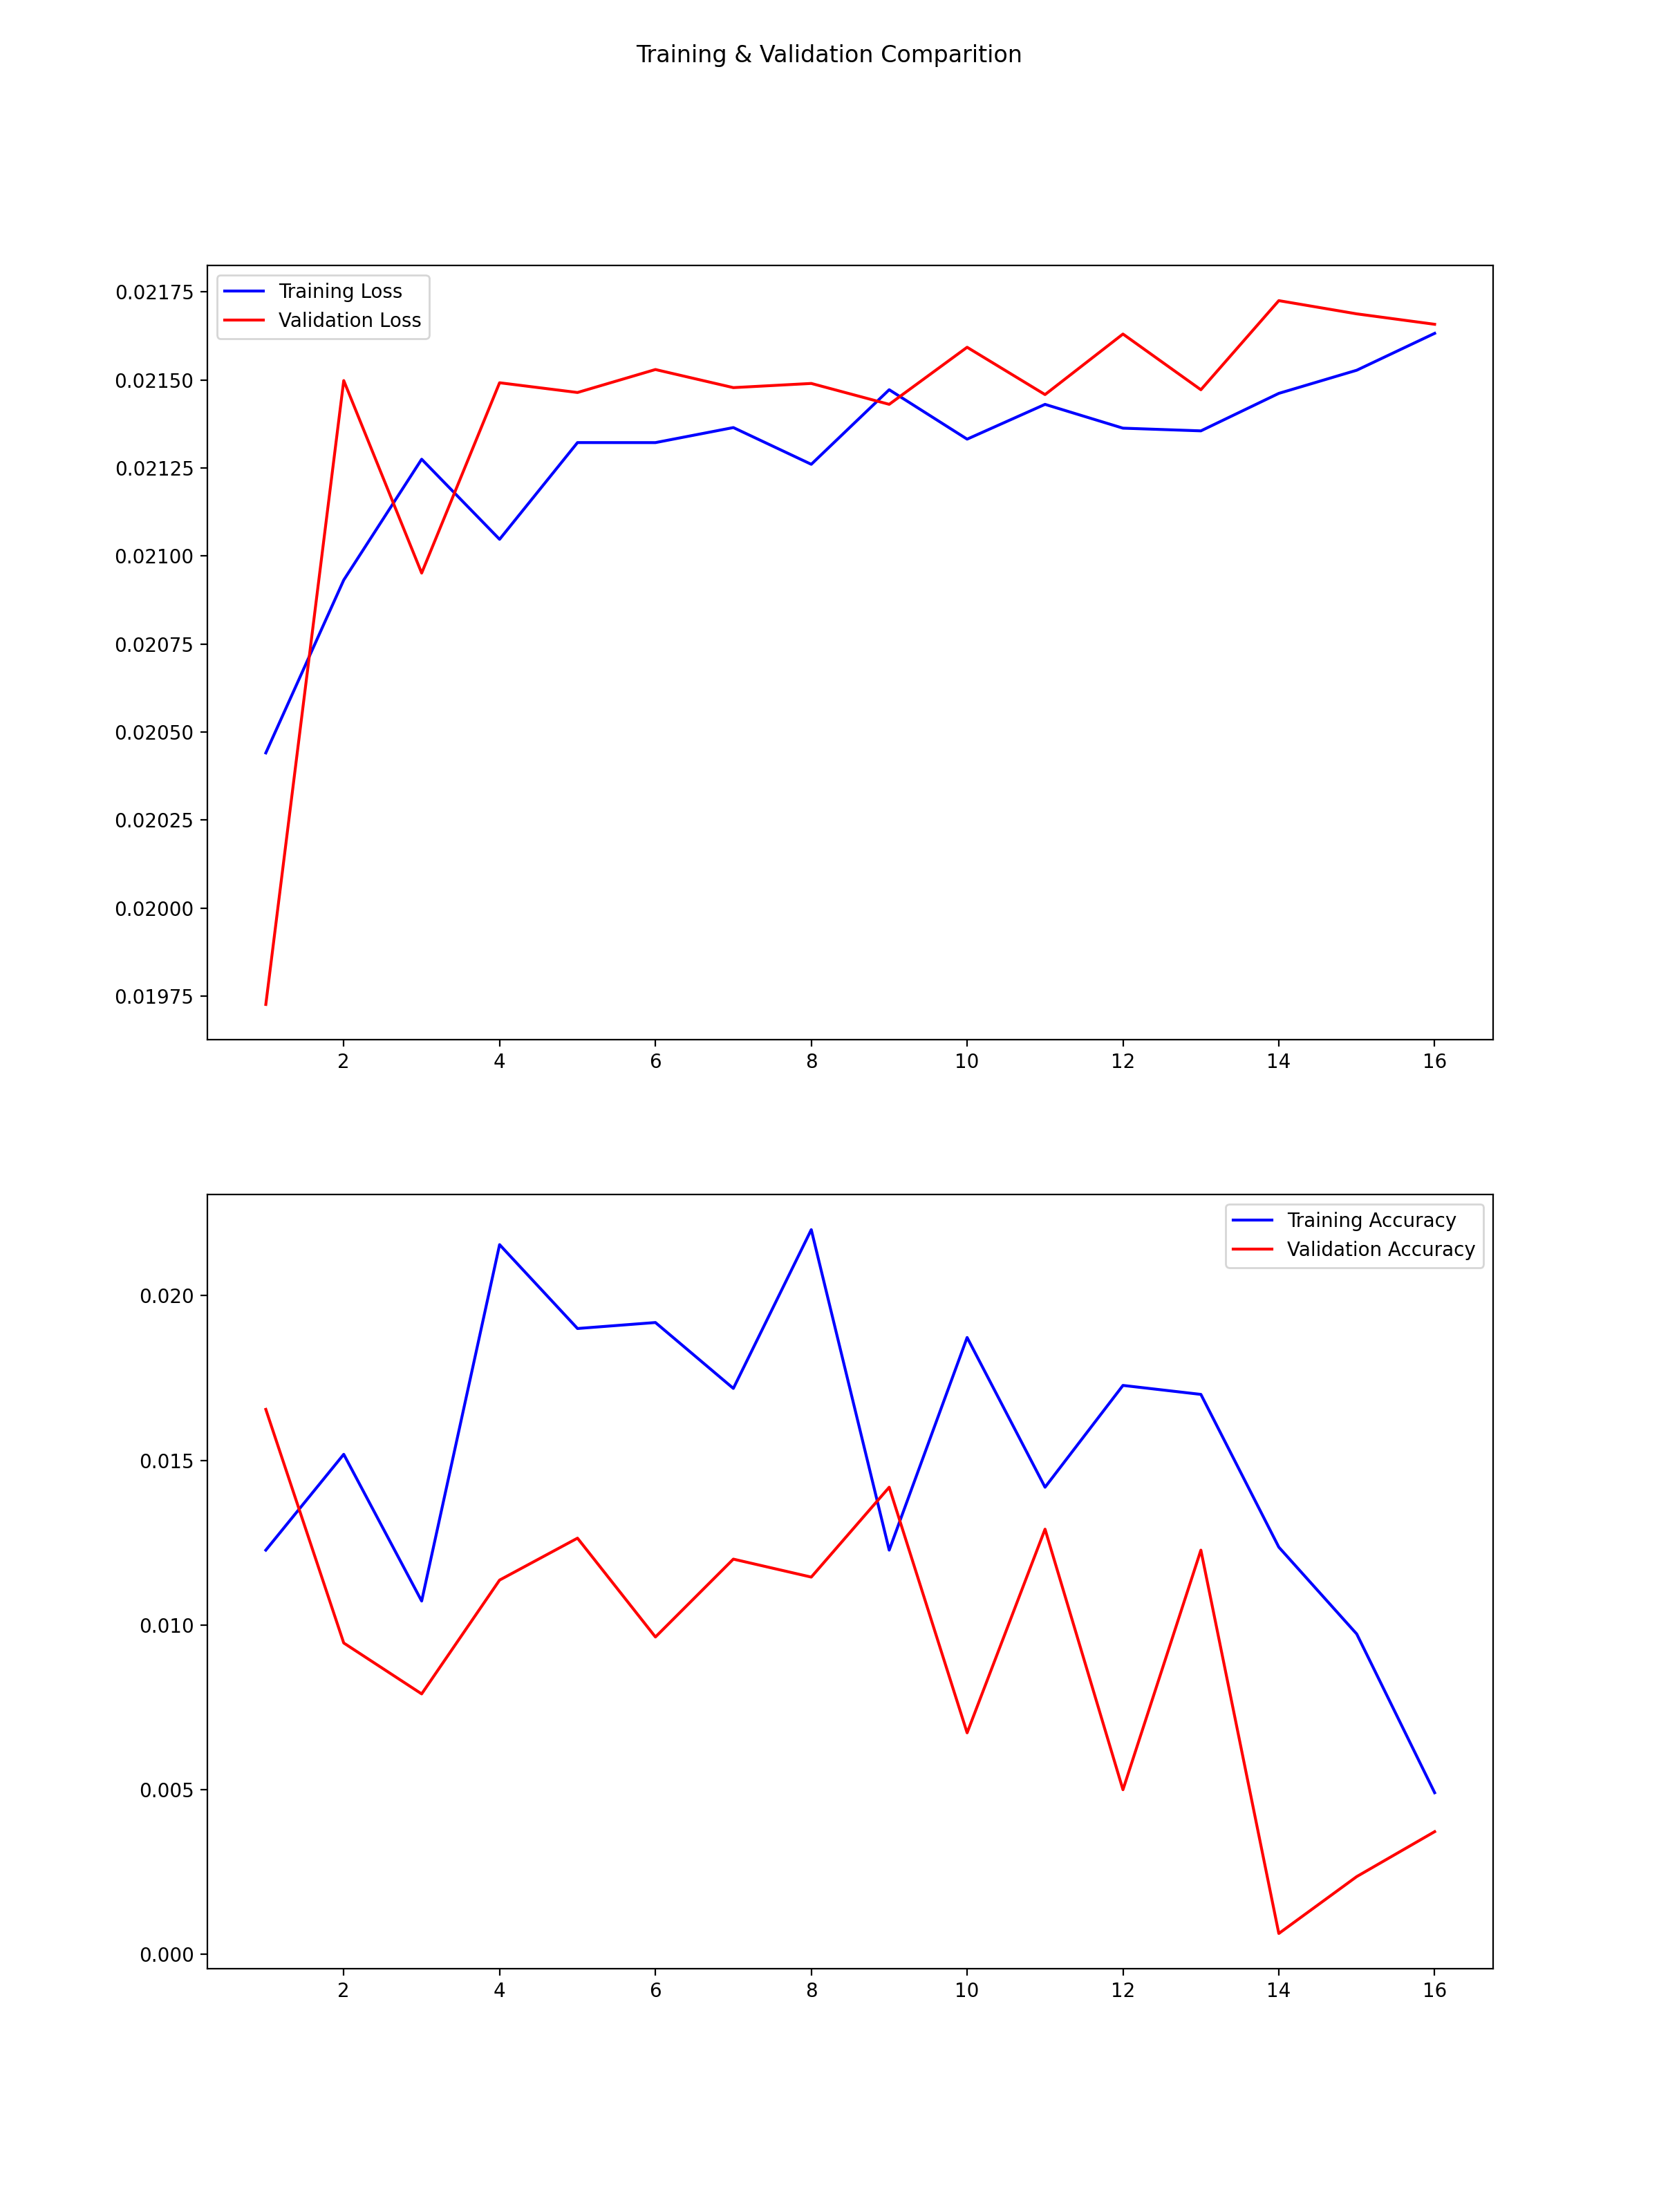 Training & Validation Comparition
Training Loss
Validation Loss
0.02175
0.02150
0.02125
0.02100
0.02075
0.02050
0.02025
0.02000
0.01975
2 4 6 8 10 12 14 16
Training Accuracy
Validation Accuracy
0.020
0.015
0.010
0.005
0.000
2 4 6 8 10 12 14 16